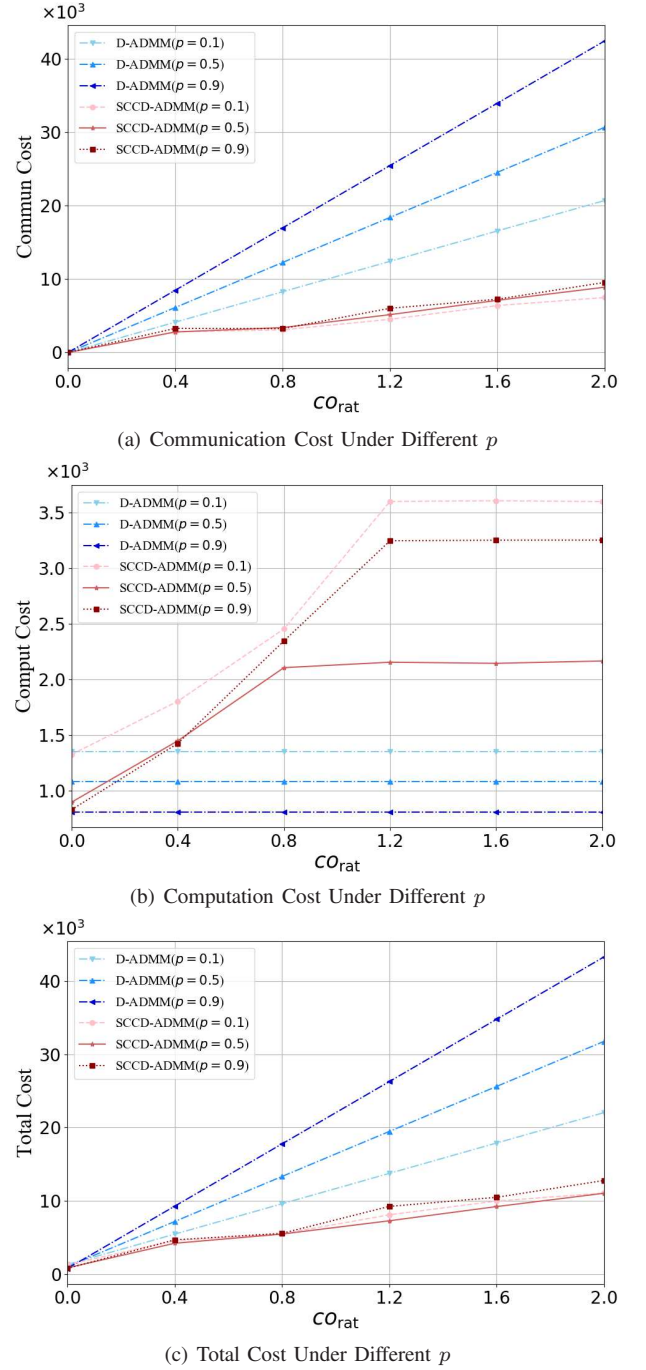 ×10³
40
30
20
10
0
Commun Cost
D-ADMM(p = 0.1)
D-ADMM(p = 0.5)
D-ADMM(p = 0.9)
SCCD-ADMM(p = 0.1)
SCCD-ADMM(p = 0.5)
SCCD-ADMM(p = 0.9)
0.0 0.4 0.8 1.2 1.6 2.0
co_rat
(a) Communication Cost Under Different p
×10³
3.5
3.0
2.5
2.0
1.5
1.0
Comput Cost
D-ADMM(p = 0.1)
D-ADMM(p = 0.5)
D-ADMM(p = 0.9)
SCCD-ADMM(p = 0.1)
SCCD-ADMM(p = 0.5)
SCCD-ADMM(p = 0.9)
0.0 0.4 0.8 1.2 1.6 2.0
co_rat
(b) Computation Cost Under Different p
×10³
40
30
20
10
0
Total Cost
D-ADMM(p = 0.1)
D-ADMM(p = 0.5)
D-ADMM(p = 0.9)
SCCD-ADMM(p = 0.1)
SCCD-ADMM(p = 0.5)
SCCD-ADMM(p = 0.9)
0.0 0.4 0.8 1.2 1.6 2.0
co_rat
(c) Total Cost Under Different p